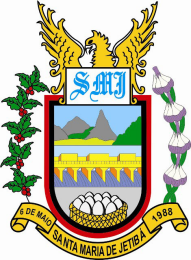 SMJ
6 DE MAIO
SANTA MARIA DE JETIBÁ
1988